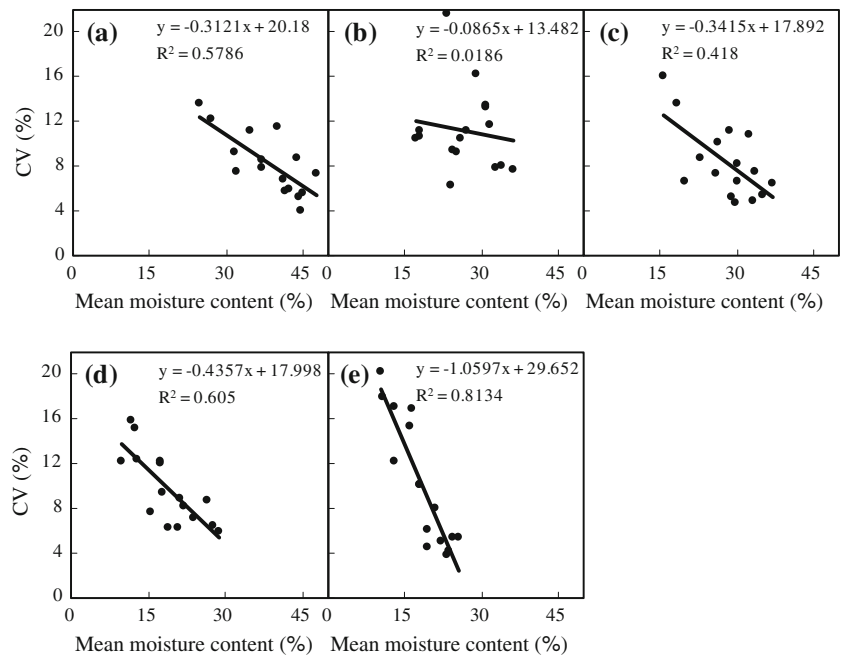 (a) y = -0.3121x + 20.18
R² = 0.5786
(b) y = -0.0865x + 13.482
R² = 0.0186
(c) y = -0.3415x + 17.892
R² = 0.418
20
16
12
8
4
0
CV (%)
0 15 30 45 0 15 30 45 0 15 30 45
Mean moisture content (%) Mean moisture content (%) Mean moisture content (%)
(d) y = -0.4357x + 17.998
R² = 0.605
(e) y = -1.0597x + 29.652
R² = 0.8134
20
16
12
8
4
0
CV (%)
0 15 30 45 0 15 30 45
Mean moisture content (%) Mean moisture content (%)